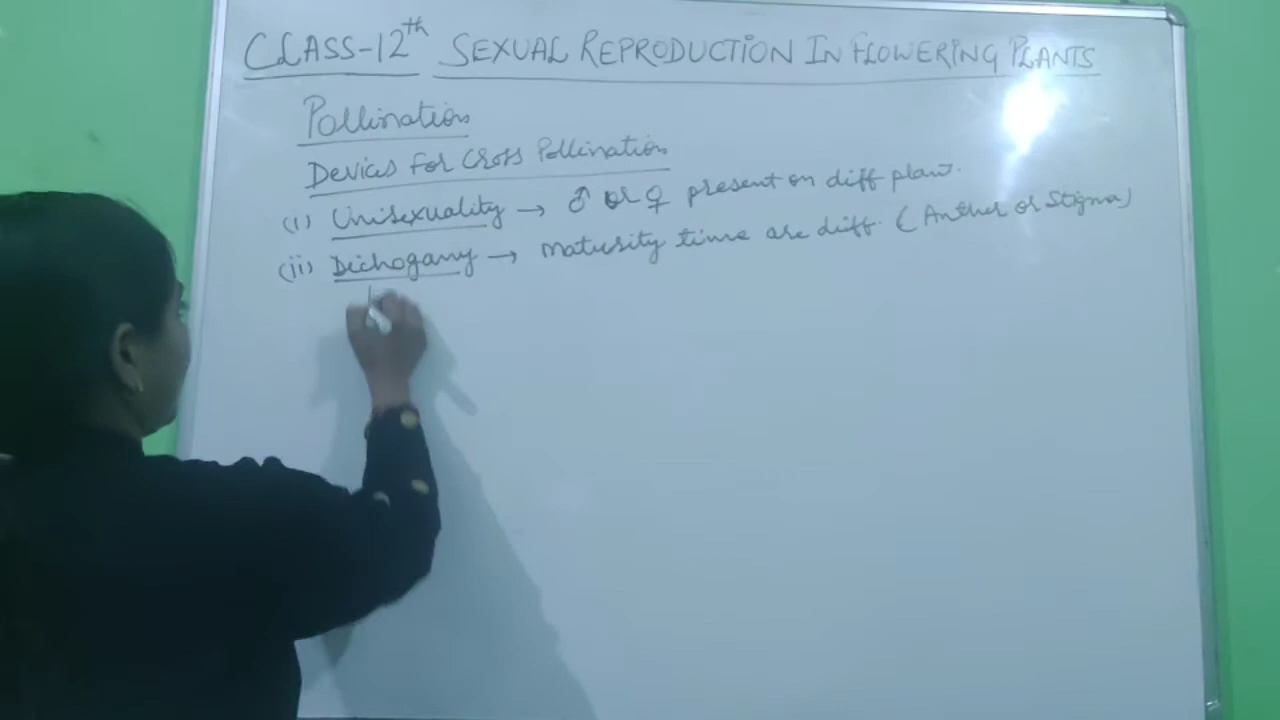 CLASS-12th SEXUAL REPRODUCTION IN FLOWERING PLANTS
Pollination
Devices For Cross Pollination
(i) Unisexuality → ♂ or ♀ present on diff plant.
(ii) Dichogamy → maturity time are diff. (Anther or Stigma)